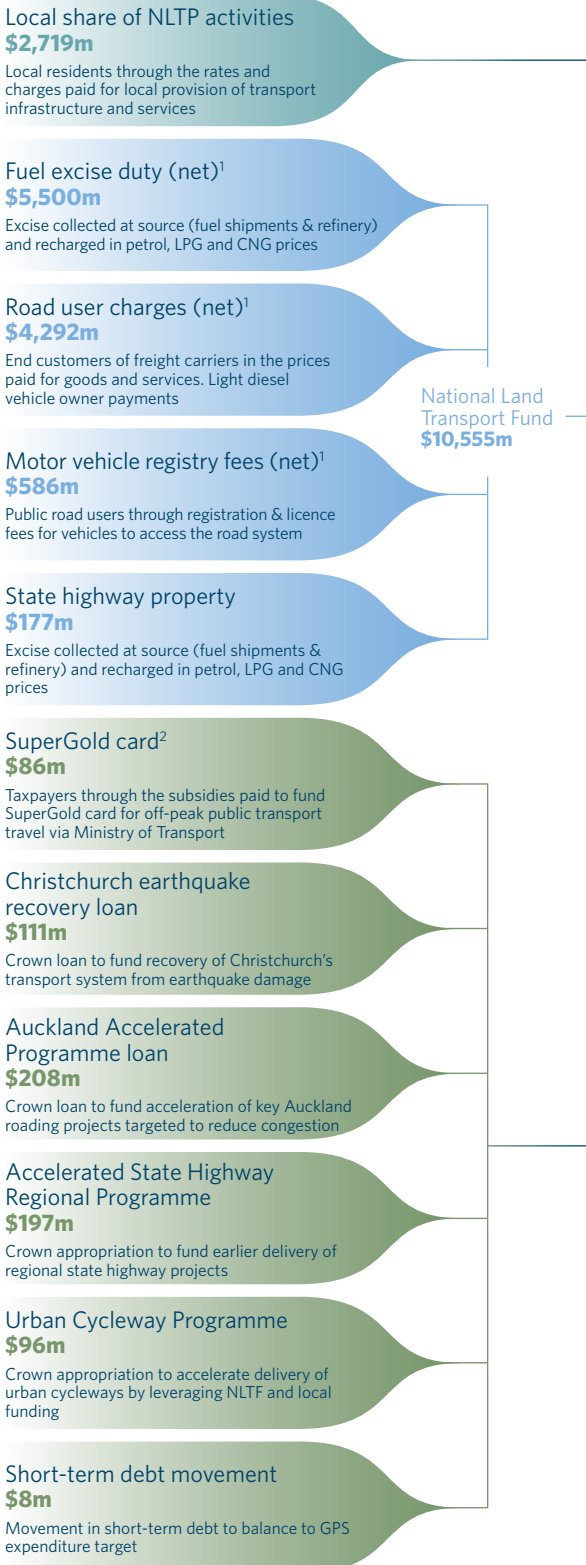 Local share of NLTP activities
$2,719m
Local residents through the rates and
charges paid for local provision of transport
infrastructure and services
Fuel excise duty (net)¹
$5,500m
Excise collected at source (fuel shipments & refinery)
and recharged in petrol, LPG and CNG prices
Road user charges (net)¹
$4,292m
End customers of freight carriers in the prices
paid for goods and services. Light diesel
vehicle owner payments
National Land
Transport Fund
$10,555m
Motor vehicle registry fees (net)¹
$586m
Public road users through registration & licence
fees for vehicles to access the road system
State highway property
$177m
Excise collected at source (fuel shipments &
refinery) and recharged in petrol, LPG and CNG
prices
SuperGold card²
$86m
Taxpayers through the subsidies paid to fund
SuperGold card for off-peak public transport
travel via Ministry of Transport
Christchurch earthquake
recovery loan
$111m
Crown loan to fund recovery of Christchurch's
transport system from earthquake damage
Auckland Accelerated
Programme loan
$208m
Crown loan to fund acceleration of key Auckland
roading projects targeted to reduce congestion
Accelerated State Highway
Regional Programme
$197m
Crown appropriation to fund earlier delivery of
regional state highway projects
Urban Cycleway Programme
$96m
Crown appropriation to accelerate delivery of
urban cycleways by leveraging NLTF and local
funding
Short-term debt movement
$8m
Movement in short-term debt to balance to GPS
expenditure target